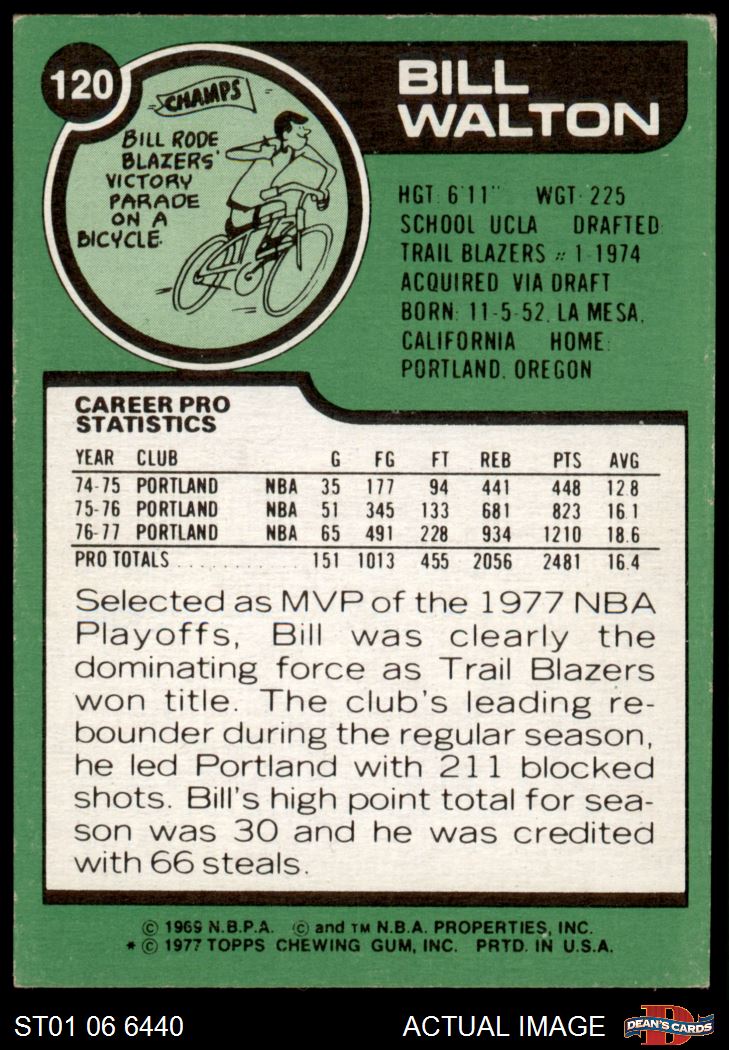 120
CHAMPS
BILL RODE
BLAZERS'
VICTORY
PARADE
ON A
BICYCLE.
BILL
WALTON
HGT: 6'11" WGT: 225
SCHOOL UCLA DRAFTED:
TRAIL BLAZERS #1-1974
ACQUIRED VIA DRAFT
BORN: 11-5-52, LA MESA,
CALIFORNIA HOME:
PORTLAND, OREGON
CAREER PRO
STATISTICS
YEAR CLUB G FG FT REB PTS AVG
74-75 PORTLAND NBA 35 177 94 441 448 12.8
75-76 PORTLAND NBA 51 345 133 681 823 16.1
76-77 PORTLAND NBA 65 491 228 934 1210 18.6
PRO TOTALS . . . . . . . . . . . . 151 1013 455 2056 2481 16.4
Selected as MVP of the 1977 NBA
Playoffs, Bill was clearly the
dominating force as Trail Blazers
won title. The club's leading re-
bounder during the regular season,
he led Portland with 211 blocked
shots. Bill's high point total for sea-
son was 30 and he was credited
with 66 steals.
© 1969 N.B.P.A. © and TM N.B.A. PROPERTIES, INC.
* © 1977 TOPPS CHEWING GUM, INC. PRTD. IN U.S.A.
ST01 06 6440
ACTUAL IMAGE
D
DEAN'S CARDS